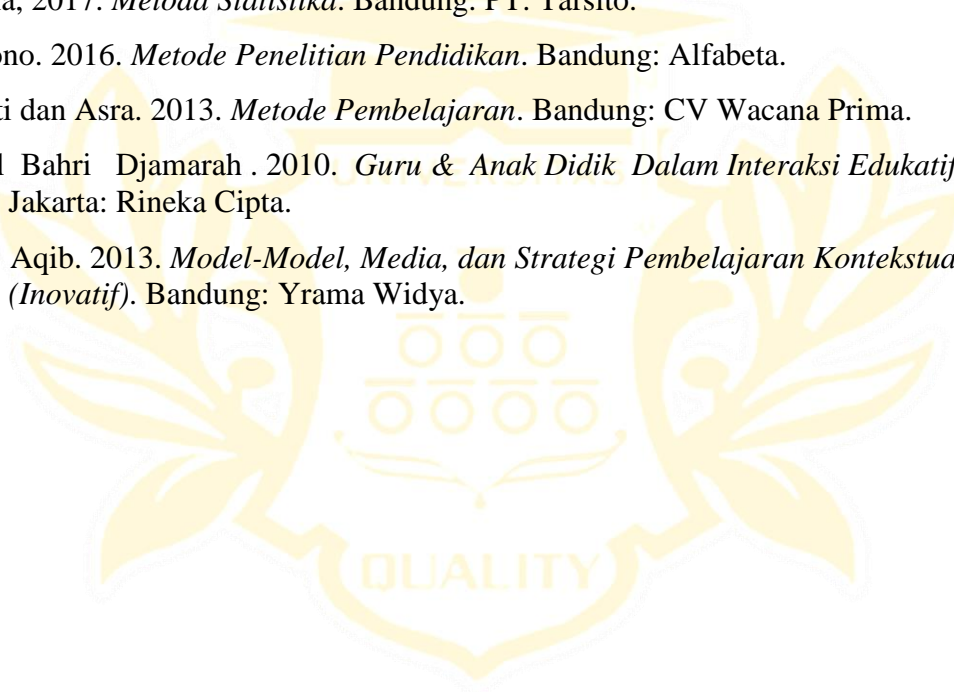 a, 2017. Metoda Statistika. Bandung: PT. Tarsito.
ono. 2016. Metode Penelitian Pendidikan. Bandung: Alfabeta.
ti dan Asra. 2013. Metode Pembelajaran. Bandung: CV Wacana Prima.
l Bahri Djamarah . 2010. Guru & Anak Didik Dalam Interaksi Edukatif
Jakarta: Rineka Cipta.
Aqib. 2013. Model-Model, Media, dan Strategi Pembelajaran Kontekstua
(Inovatif). Bandung: Yrama Widya.
UNIVERSITAS
QUALITY